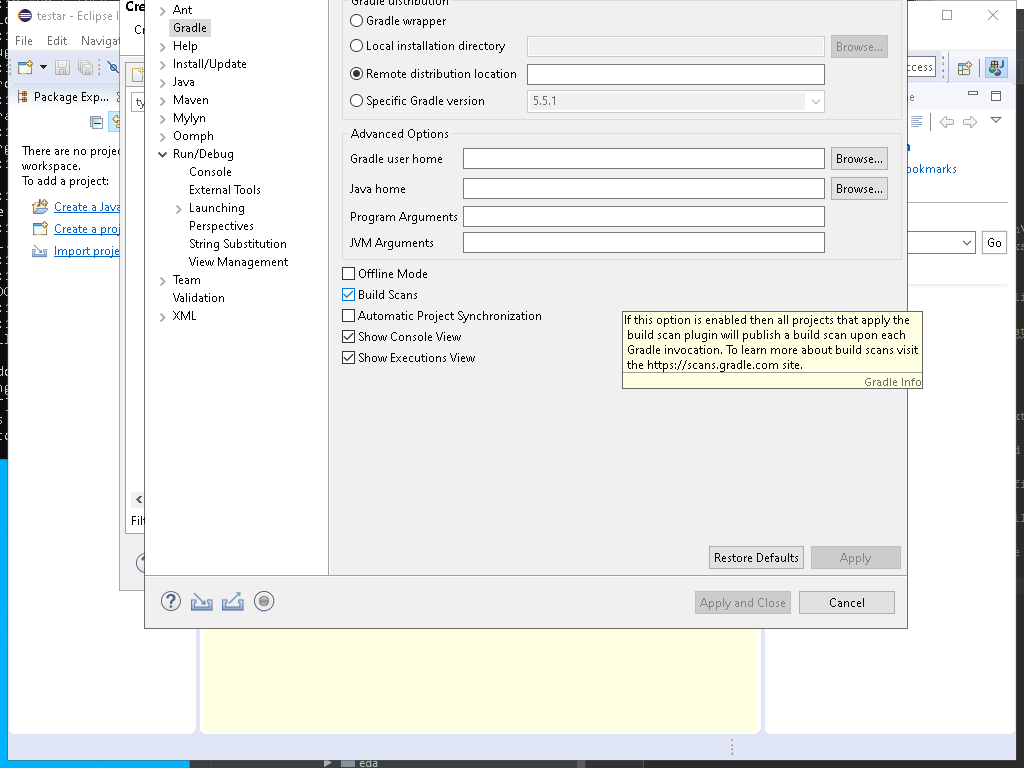 testar - Eclipse I
Cre
File Edit Navigat
Cr
Package Exp...
ty
There are no projec
workspace.
To add a project:
Create a Java
Create a proj
Import proje
Filt
Ant
Gradle
Help
Install/Update
Java
Maven
Mylyn
Oomph
Run/Debug
Console
External Tools
Launching
Perspectives
String Substitution
View Management
Team
Validation
XML
Gradle distribution
Gradle wrapper
Local installation directory
Browse...
Remote distribution location
Specific Gradle version
5.5.1
Advanced Options
Gradle user home
Browse...
Java home
Browse...
Program Arguments
JVM Arguments
Offline Mode
Build Scans
Automatic Project Synchronization
Show Console View
Show Executions View
If this option is enabled then all projects that apply the
build scan plugin will publish a build scan upon each
Gradle invocation. To learn more about build scans visit
the https://scans.gradle.com site.
Gradle Info
Restore Defaults
Apply
Apply and Close
Cancel
ccess
ookmarks
Go
eda